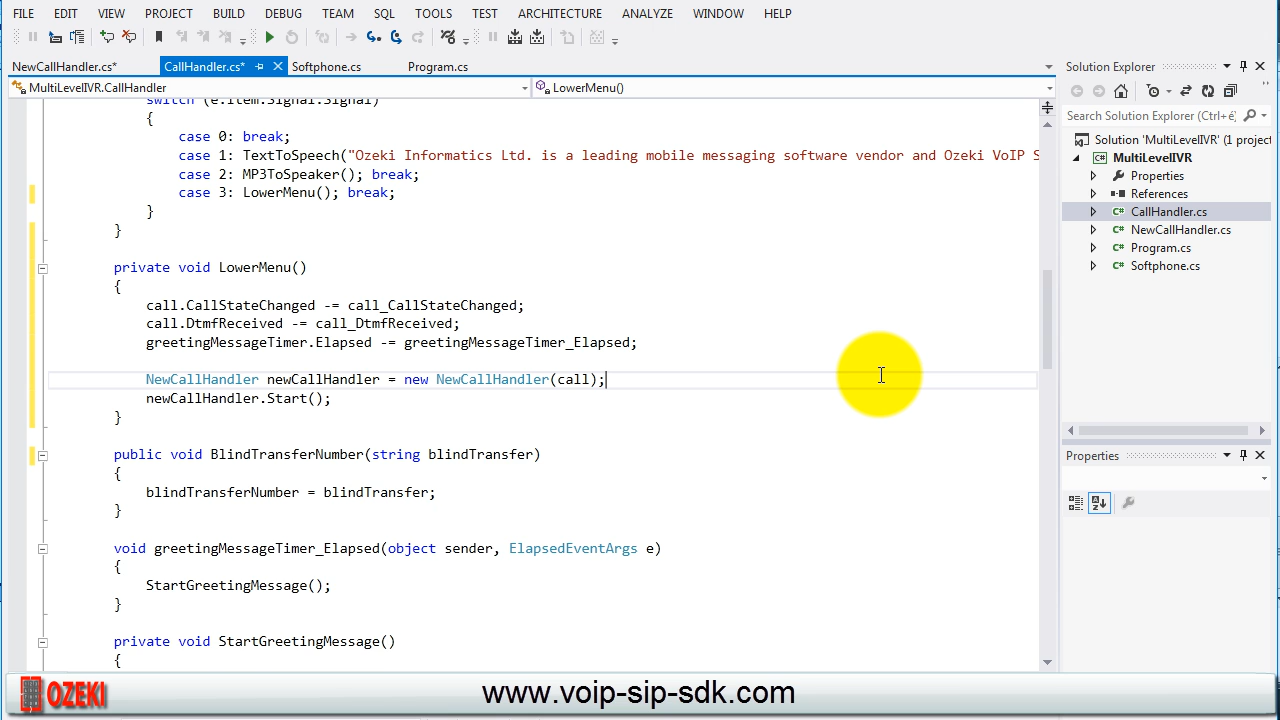 FILE EDIT VIEW PROJECT BUILD DEBUG TEAM SQL TOOLS TEST ARCHITECTURE ANALYZE WINDOW HELP
NewCallHandler.cs* CallHandler.cs* Softphone.cs Program.cs
MultiLevelIVR.CallHandler LowerMenu()
switch (e.Item.Signal.Signal)
{
case 0: break;
case 1: TextToSpeech("Ozeki Informatics Ltd. is a leading mobile messaging software vendor and Ozeki VoIP S
case 2: MP3ToSpeaker(); break;
case 3: LowerMenu(); break;
}
}
private void LowerMenu()
{
call.CallStateChanged -= call_CallStateChanged;
call.DtmfReceived -= call_DtmfReceived;
greetingMessageTimer.Elapsed -= greetingMessageTimer_Elapsed;
NewCallHandler newCallHandler = new NewCallHandler(call);
newCallHandler.Start();
}
public void BlindTransferNumber(string blindTransfer)
{
blindTransferNumber = blindTransfer;
}
void greetingMessageTimer_Elapsed(object sender, ElapsedEventArgs e)
{
StartGreetingMessage();
}
private void StartGreetingMessage()
{
Solution Explorer
Search Solution Explorer (Ctrl+é)
Solution 'MultiLevelIVR' (1 project
MultiLevelIVR
Properties
References
CallHandler.cs
NewCallHandler.cs
Program.cs
Softphone.cs
Properties
OZEKI
www.voip-sip-sdk.com